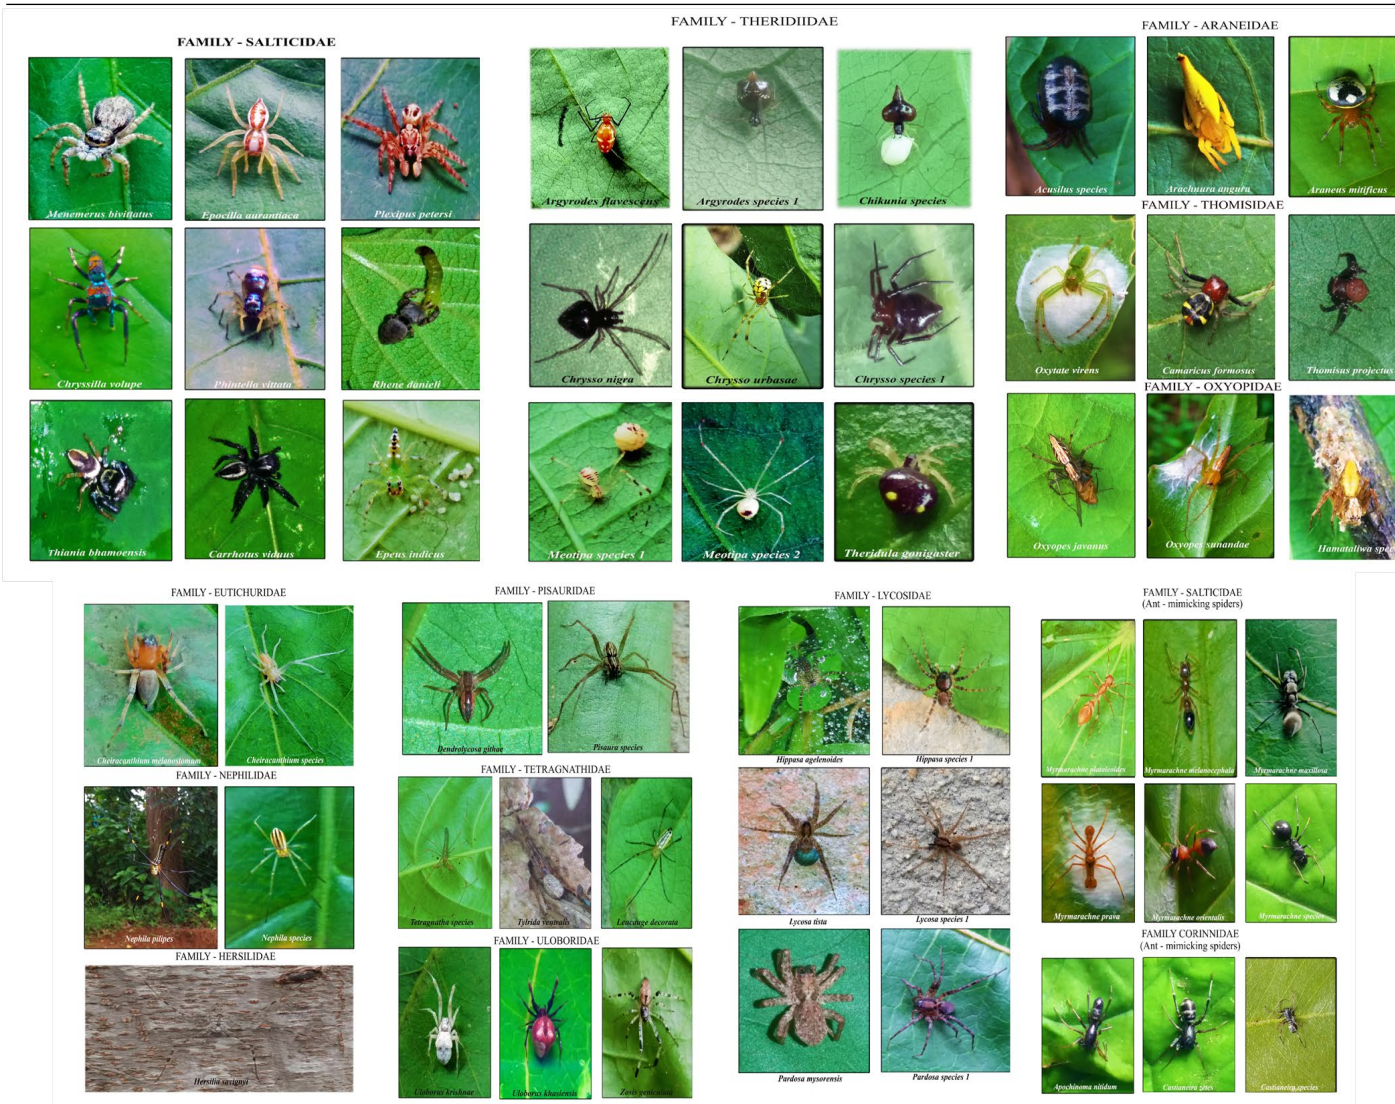 FAMILY - SALTICIDAE
Menemerus bivittatus
Epocilla aurantiaca
Plexipus petersi
Chryssilla volupe
Phintella vittata
Rhene danieli
Thiania bhamoensis
Carrhotus viduus
Epeus indicus
FAMILY - THERIDIIDAE
Argyrodes flavescens
Argyrodes species 1
Chikunia species
Chrysso nigra
Chrysso urbasae
Chrysso species 1
Meotipa species 1
Meotipa species 2
Theridula gonigaster
FAMILY - ARANEIDAE
Acusilus species
Arachnura angura
Araneus mitificus
FAMILY - THOMISIDAE
Oxytate virens
Camaricus formosus
Thomisus projectus
FAMILY - OXYOPIDAE
Oxyopes javanus
Oxyopes sunandae
Hamataliwa spec
FAMILY - EUTICHURIDAE
Cheiracanthium melanostomum
Cheiracanthium species
FAMILY - NEPHILIDAE
Nephila pilipes
Nephila species
FAMILY - HERSILIDAE
Hersilia savignyi
FAMILY - PISAURIDAE
Dendrolycosa githae
Pisaura species
FAMILY - TETRAGNATHIDAE
Tetragnatha species
Tylrida ventralis
Leucauge decorata
FAMILY - ULOBORIDAE
Uloborus krishnae
Uloborus khasiensis
Zosis geniculata
FAMILY - LYCOSIDAE
Hippasa agelenoides
Hippasa species 1
Lycosa tista
Lycosa species 1
Pardosa mysorensis
Pardosa species 1
FAMILY - SALTICIDAE
(Ant - mimicking spiders)
Myrmarachne plataleoides
Myrmarachne melanocephala
Myrmarachne maxillosa
Myrmarachne prava
Myrmarachne orientalis
Myrmarachne species
FAMILY CORINNIDAE
(Ant - mimicking spiders)
Apochinoma nitidum
Castianeira zetes
Castianeira species